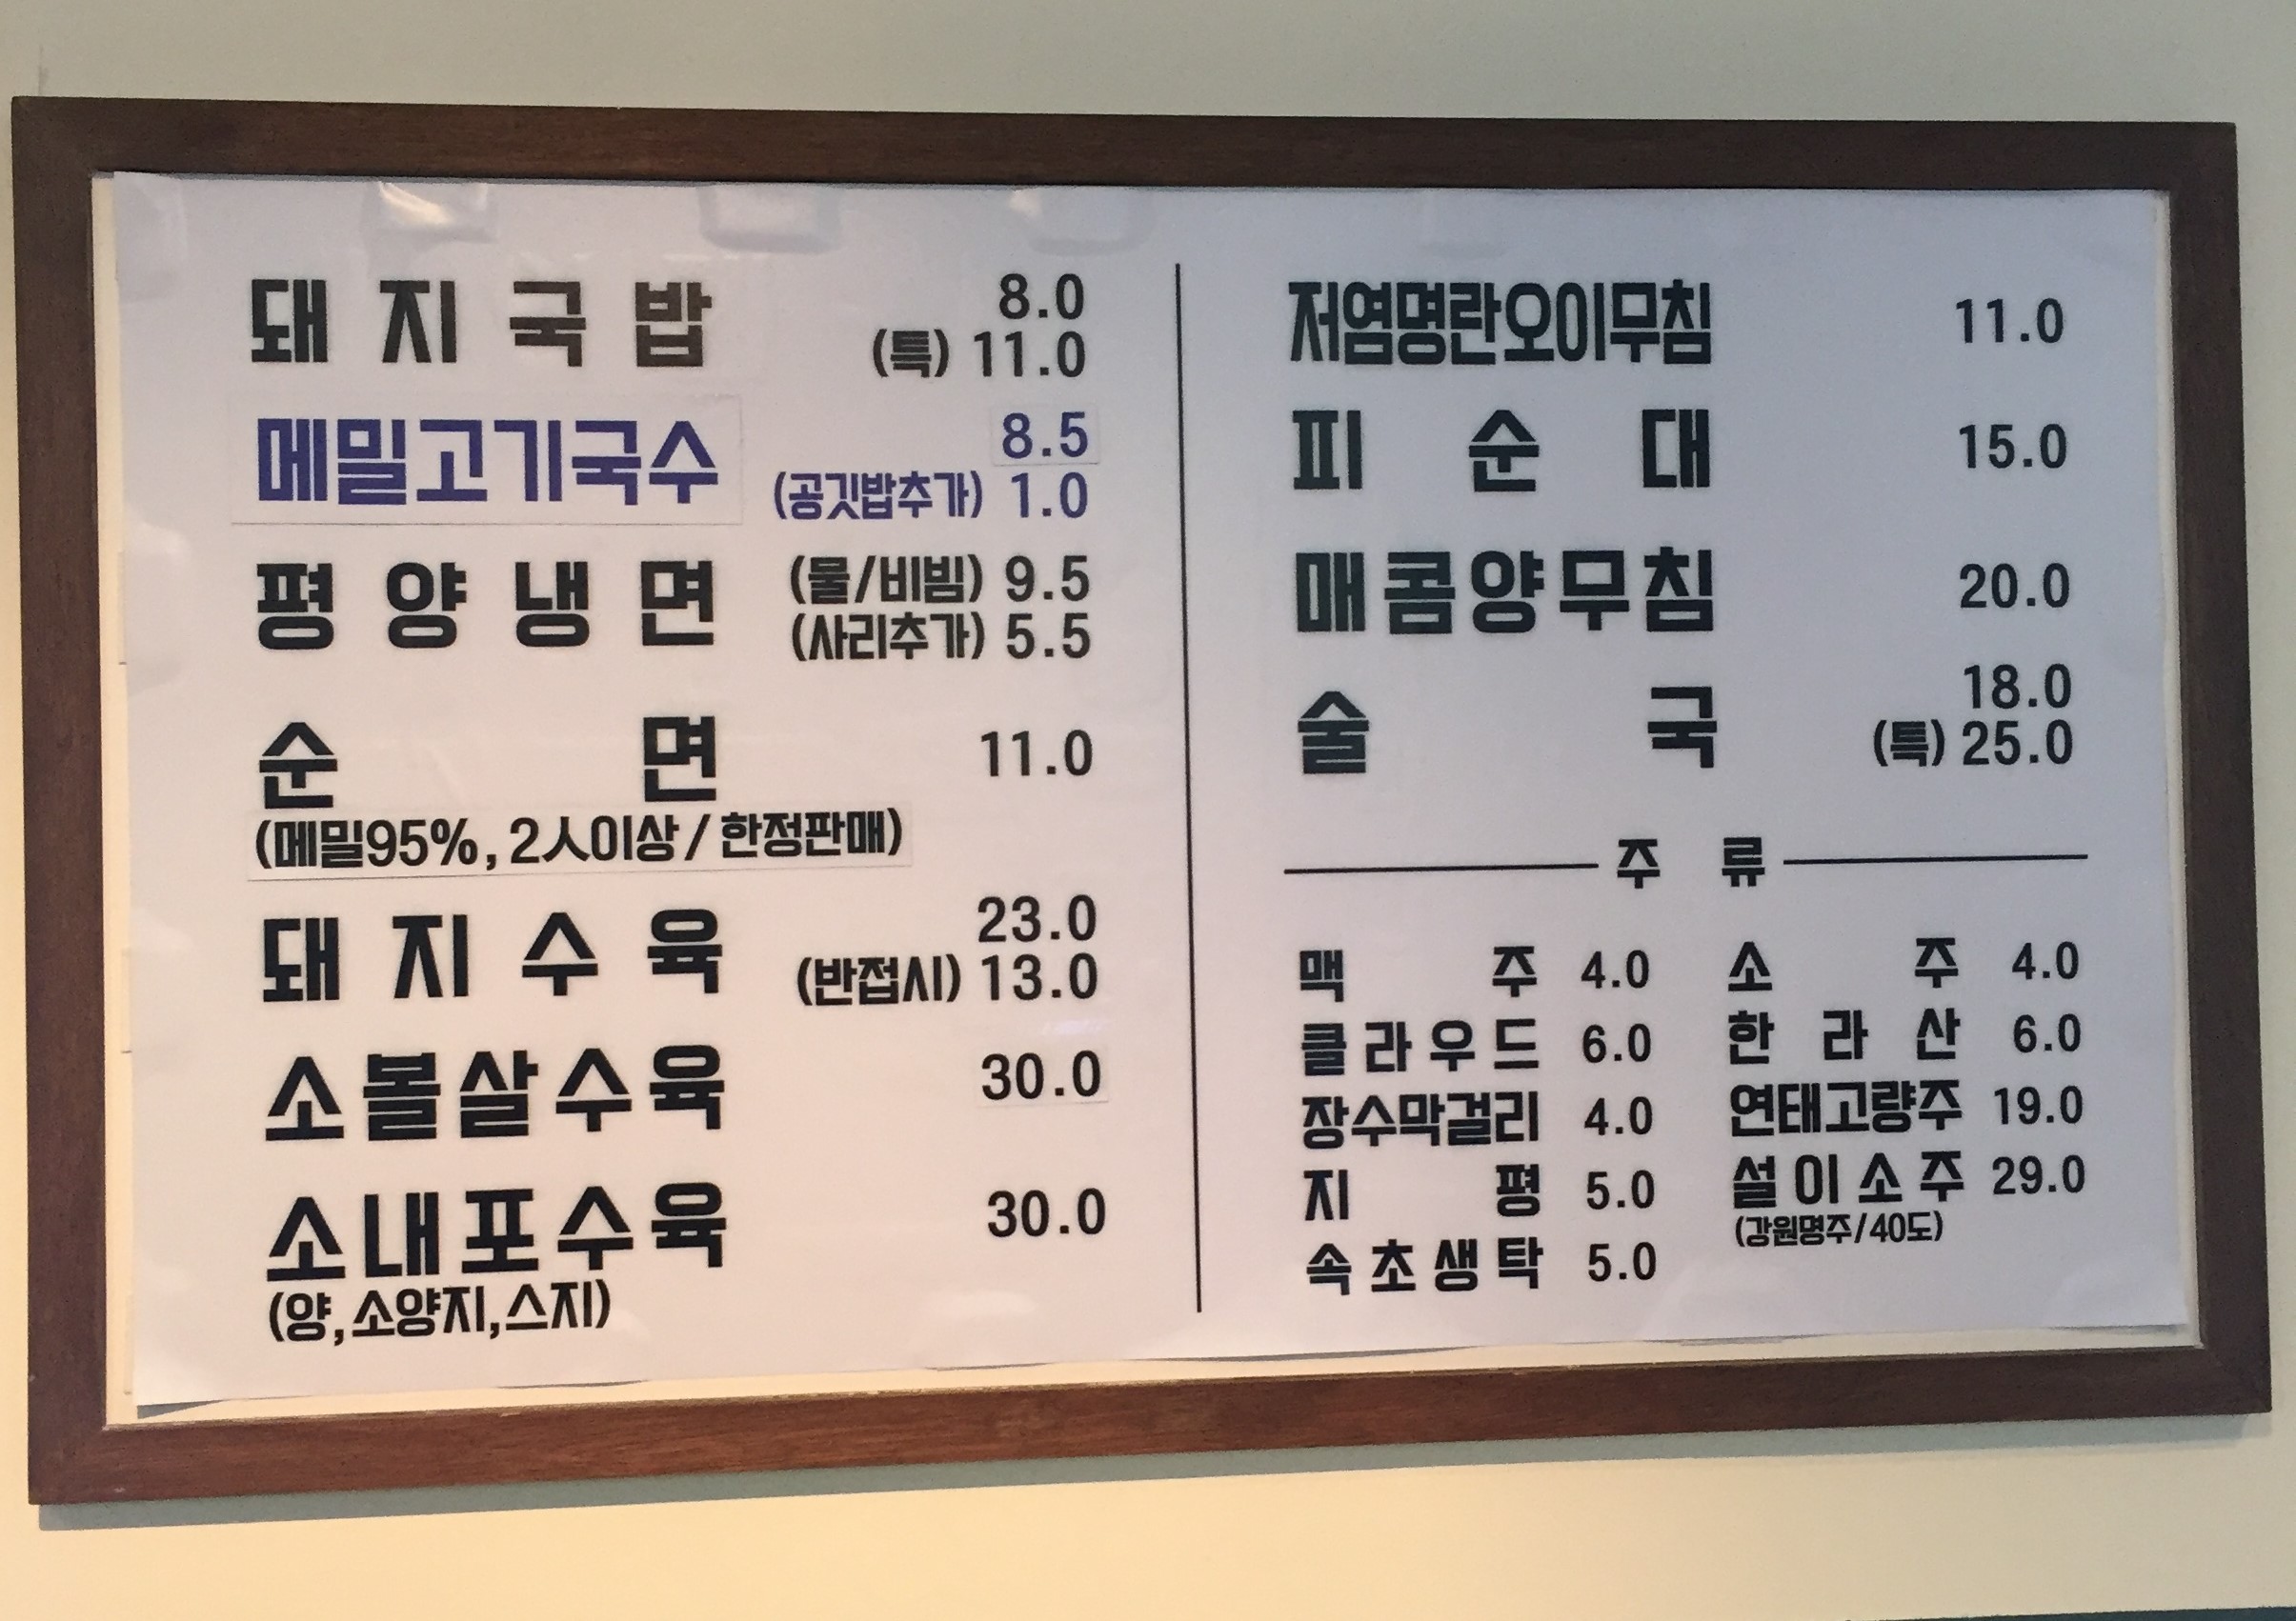 돼지국밥 8.0
(특) 11.0
메밀고기국수 8.5
(공깃밥추가) 1.0
평양냉면 (물/비빔) 9.5
(사리추가) 5.5
순면 11.0
(메밀95%, 2人이상/한정판매)
돼지수육 23.0
(반접시) 13.0
소볼살수육 30.0
소내포수육 30.0
(양,소양지,스지)
저염명란오이무침 11.0
피순대 15.0
매콤양무침 20.0
술국 18.0
(특) 25.0
주류
맥주 4.0
클라우드 6.0
장수막걸리 4.0
지평 5.0
속초생탁 5.0
소주 4.0
한라산 6.0
연태고량주 19.0
설이소주 29.0
(강원명주/40도)